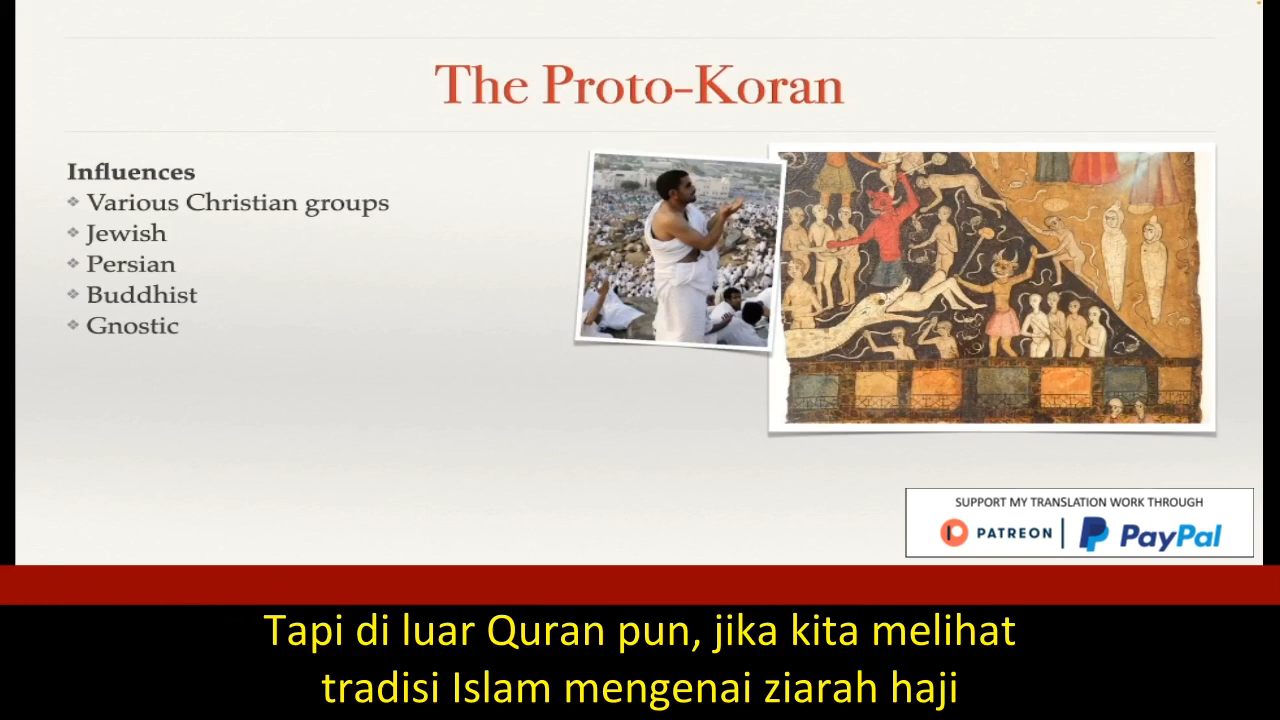 The Proto-Koran
Influences
Various Christian groups
Jewish
Persian
Buddhist
Gnostic
SUPPORT MY TRANSLATION WORK THROUGH
PATREON | PayPal
Tapi di luar Quran pun, jika kita melihat
tradisi Islam mengenai ziarah haji